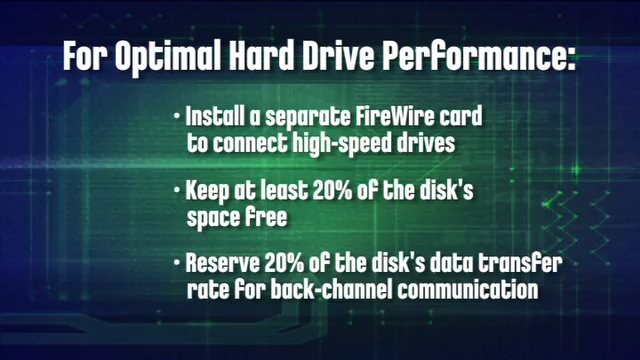 For Optimal Hard Drive Performance:
• Install a separate FireWire card
to connect high-speed drives
• Keep at least 20% of the disk's
space free
• Reserve 20% of the disk's data transfer
rate for back-channel communication